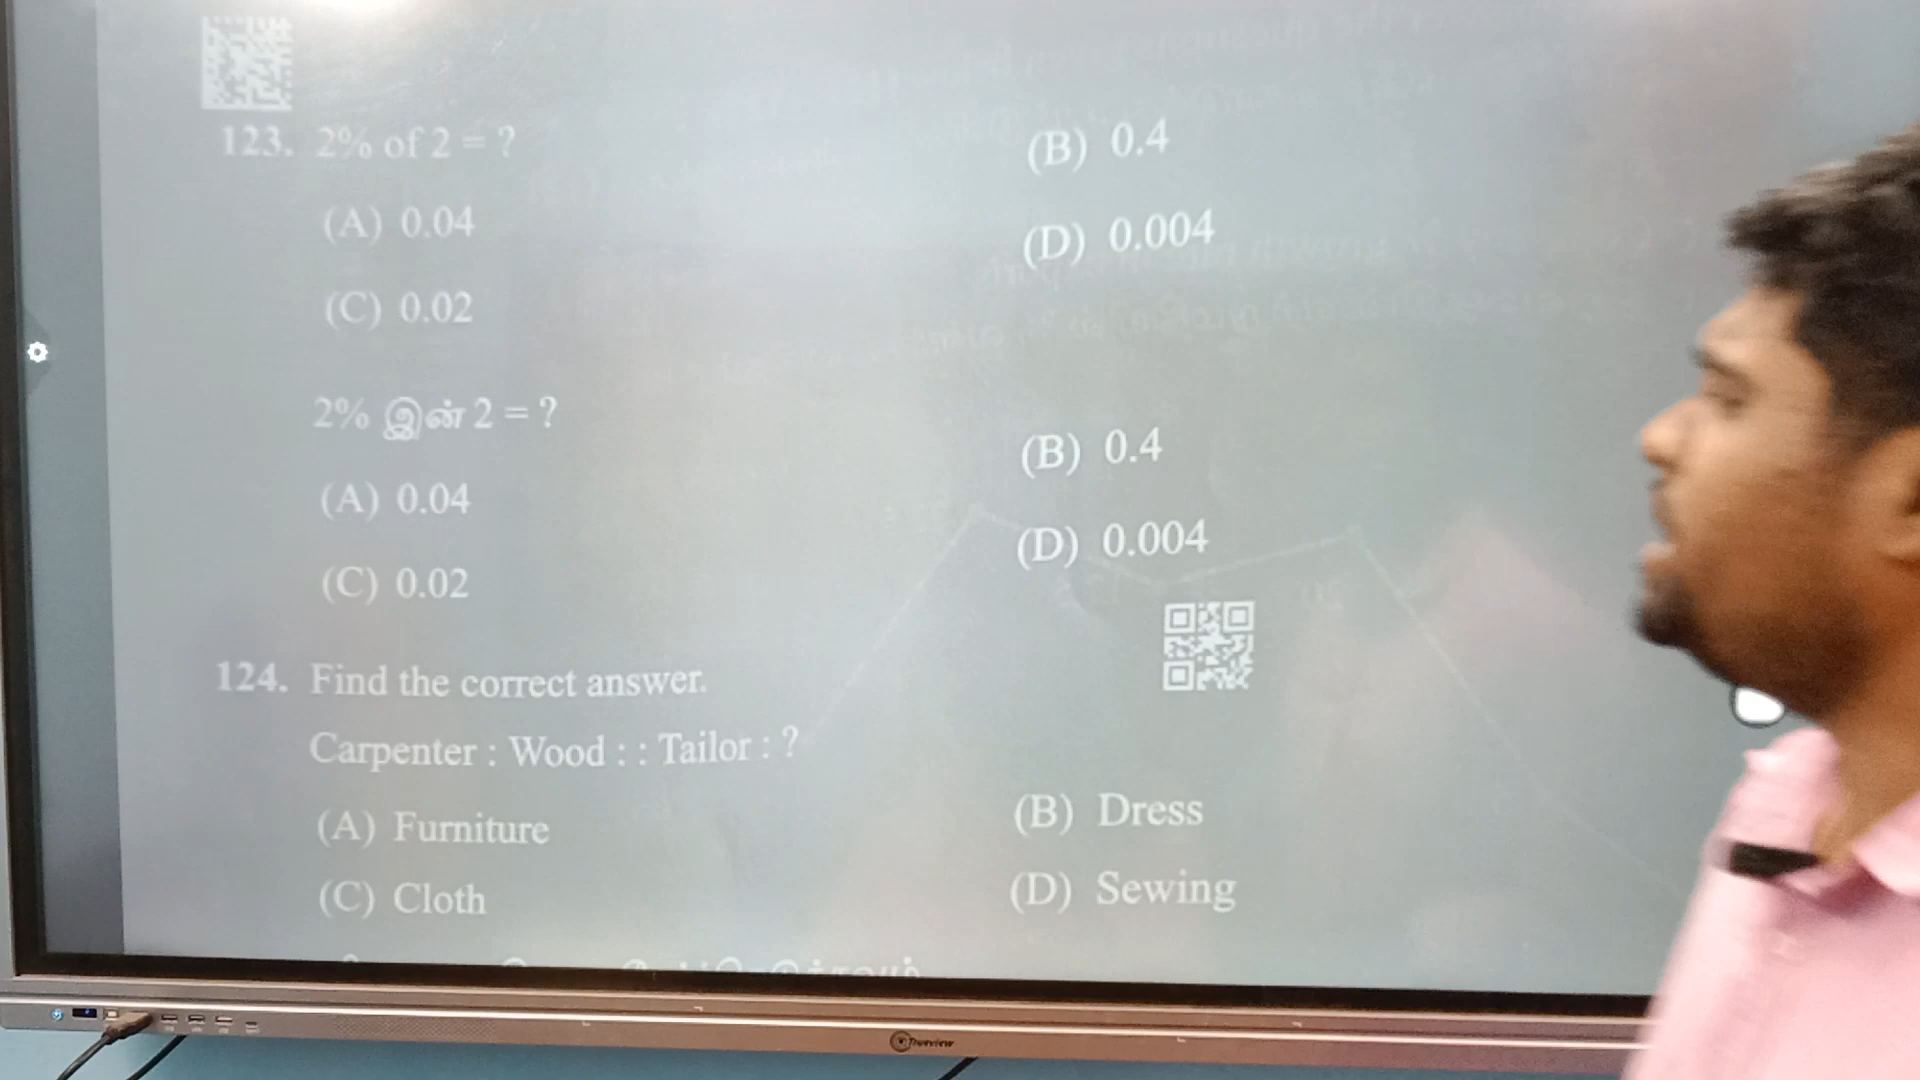 123. 2% of 2 = ?
(A) 0.04
(B) 0.4
(C) 0.02
(D) 0.004
2% இன் 2 = ?
(A) 0.04
(B) 0.4
(C) 0.02
(D) 0.004
124. Find the correct answer.
Carpenter : Wood : : Tailor : ?
(A) Furniture
(B) Dress
(C) Cloth
(D) Sewing
Trueview